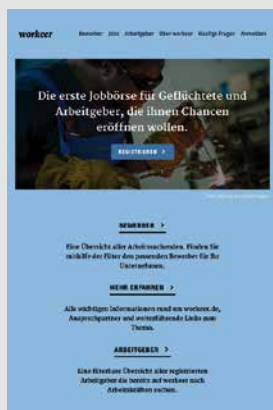 workeer
Bewerber Jobs Arbeitgeber Über workeer Häufige Fragen Anmelden
Die erste Jobbörse für Geflüchtete und
Arbeitgeber, die ihnen Chancen
eröffnen wollen.
REGISTRIEREN >
BEWERBER >
Eine Übersicht aller Arbeitssuchenden. Finden Sie
mithilfe der Filter den passenden Bewerber für Ihr
Unternehmen.
MEHR ERFAHREN >
Alle wichtigen Informationen rund um workeer.de,
Ansprechpartner und weiterführende Links zum
Thema.
ARBEITGEBER >
Eine filterbare Übersicht aller registrierten
Arbeitgeber die bereits auf workeer nach
Arbeitskräften suchen.